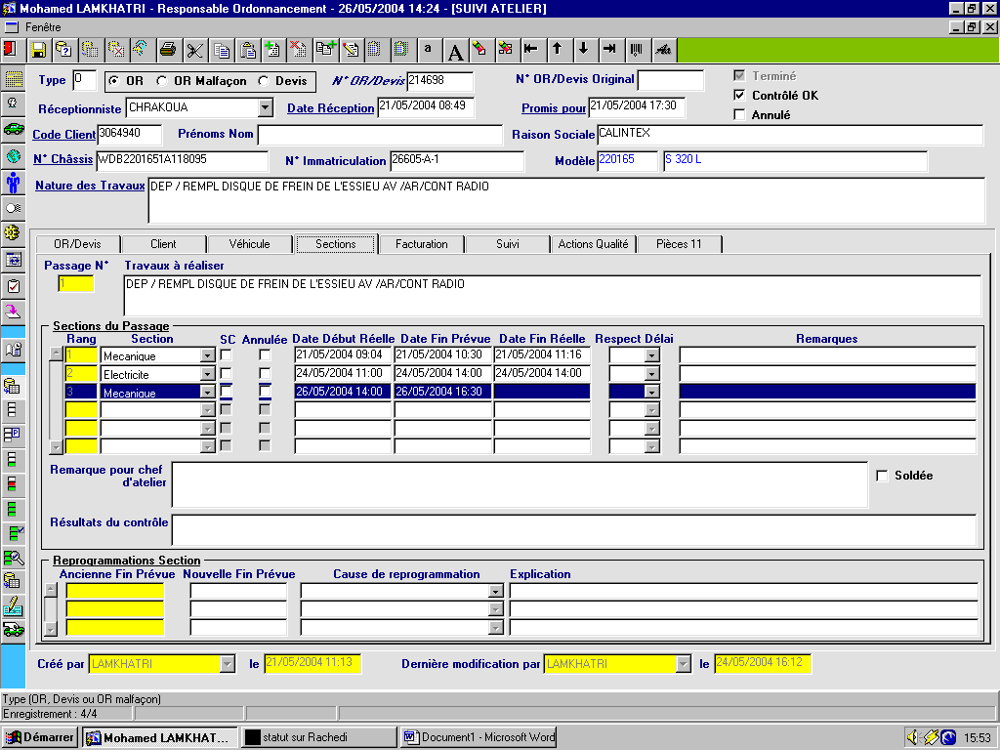 Mohamed LAMKHATRI - Responsable Ordonnancement - 26/05/2004 14:24 - [SUIVI ATELIER]
Fenêtre
Type 0 OR OR Malfaçon Devis N° OR/Devis 214698 N° OR/Devis Original Terminé
Contrôlé OK
Réceptionniste CHRAKOUA Date Réception 21/05/2004 08:49 Promis pour 21/05/2004 17:30 Annulé
Code Client 3064940 Prénoms Nom Raison Sociale CALINTEX
N° Châssis WDB2201651A118095 N° Immatriculation 26605-A-1 Modèle 220165 S 320 L
Nature des Travaux DEP / REMPL DISQUE DE FREIN DE L'ESSIEU AV /AR/CONT RADIO
OR/Devis Client Véhicule Sections Facturation Suivi Actions Qualité Pièces 11
Passage N° Travaux à réaliser
1 DEP / REMPL DISQUE DE FREIN DE L'ESSIEU AV /AR/CONT RADIO
Sections du Passage
Rang Section SC Annulée Date Début Réelle Date Fin Prévue Date Fin Réelle Respect Délai Remarques
1 Mecanique 21/05/2004 09:04 21/05/2004 10:30 21/05/2004 11:16
2 Electricite 24/05/2004 11:00 24/05/2004 14:00 24/05/2004 14:00
3 Mecanique 26/05/2004 14:00 26/05/2004 16:30
Remarque pour chef d'atelier Soldée
Résultats du contrôle
Reprogrammations Section
Ancienne Fin Prévue Nouvelle Fin Prévue Cause de reprogrammation Explication
Créé par LAMKHATRI le 21/05/2004 11:13 Dernière modification par LAMKHATRI le 24/05/2004 16:12
Type (OR, Devis ou OR malfaçon)
Enregistrement : 4/4
Démarrer Mohamed LAMKHAT... statut sur Rachedi Document1 - Microsoft Word 15:53